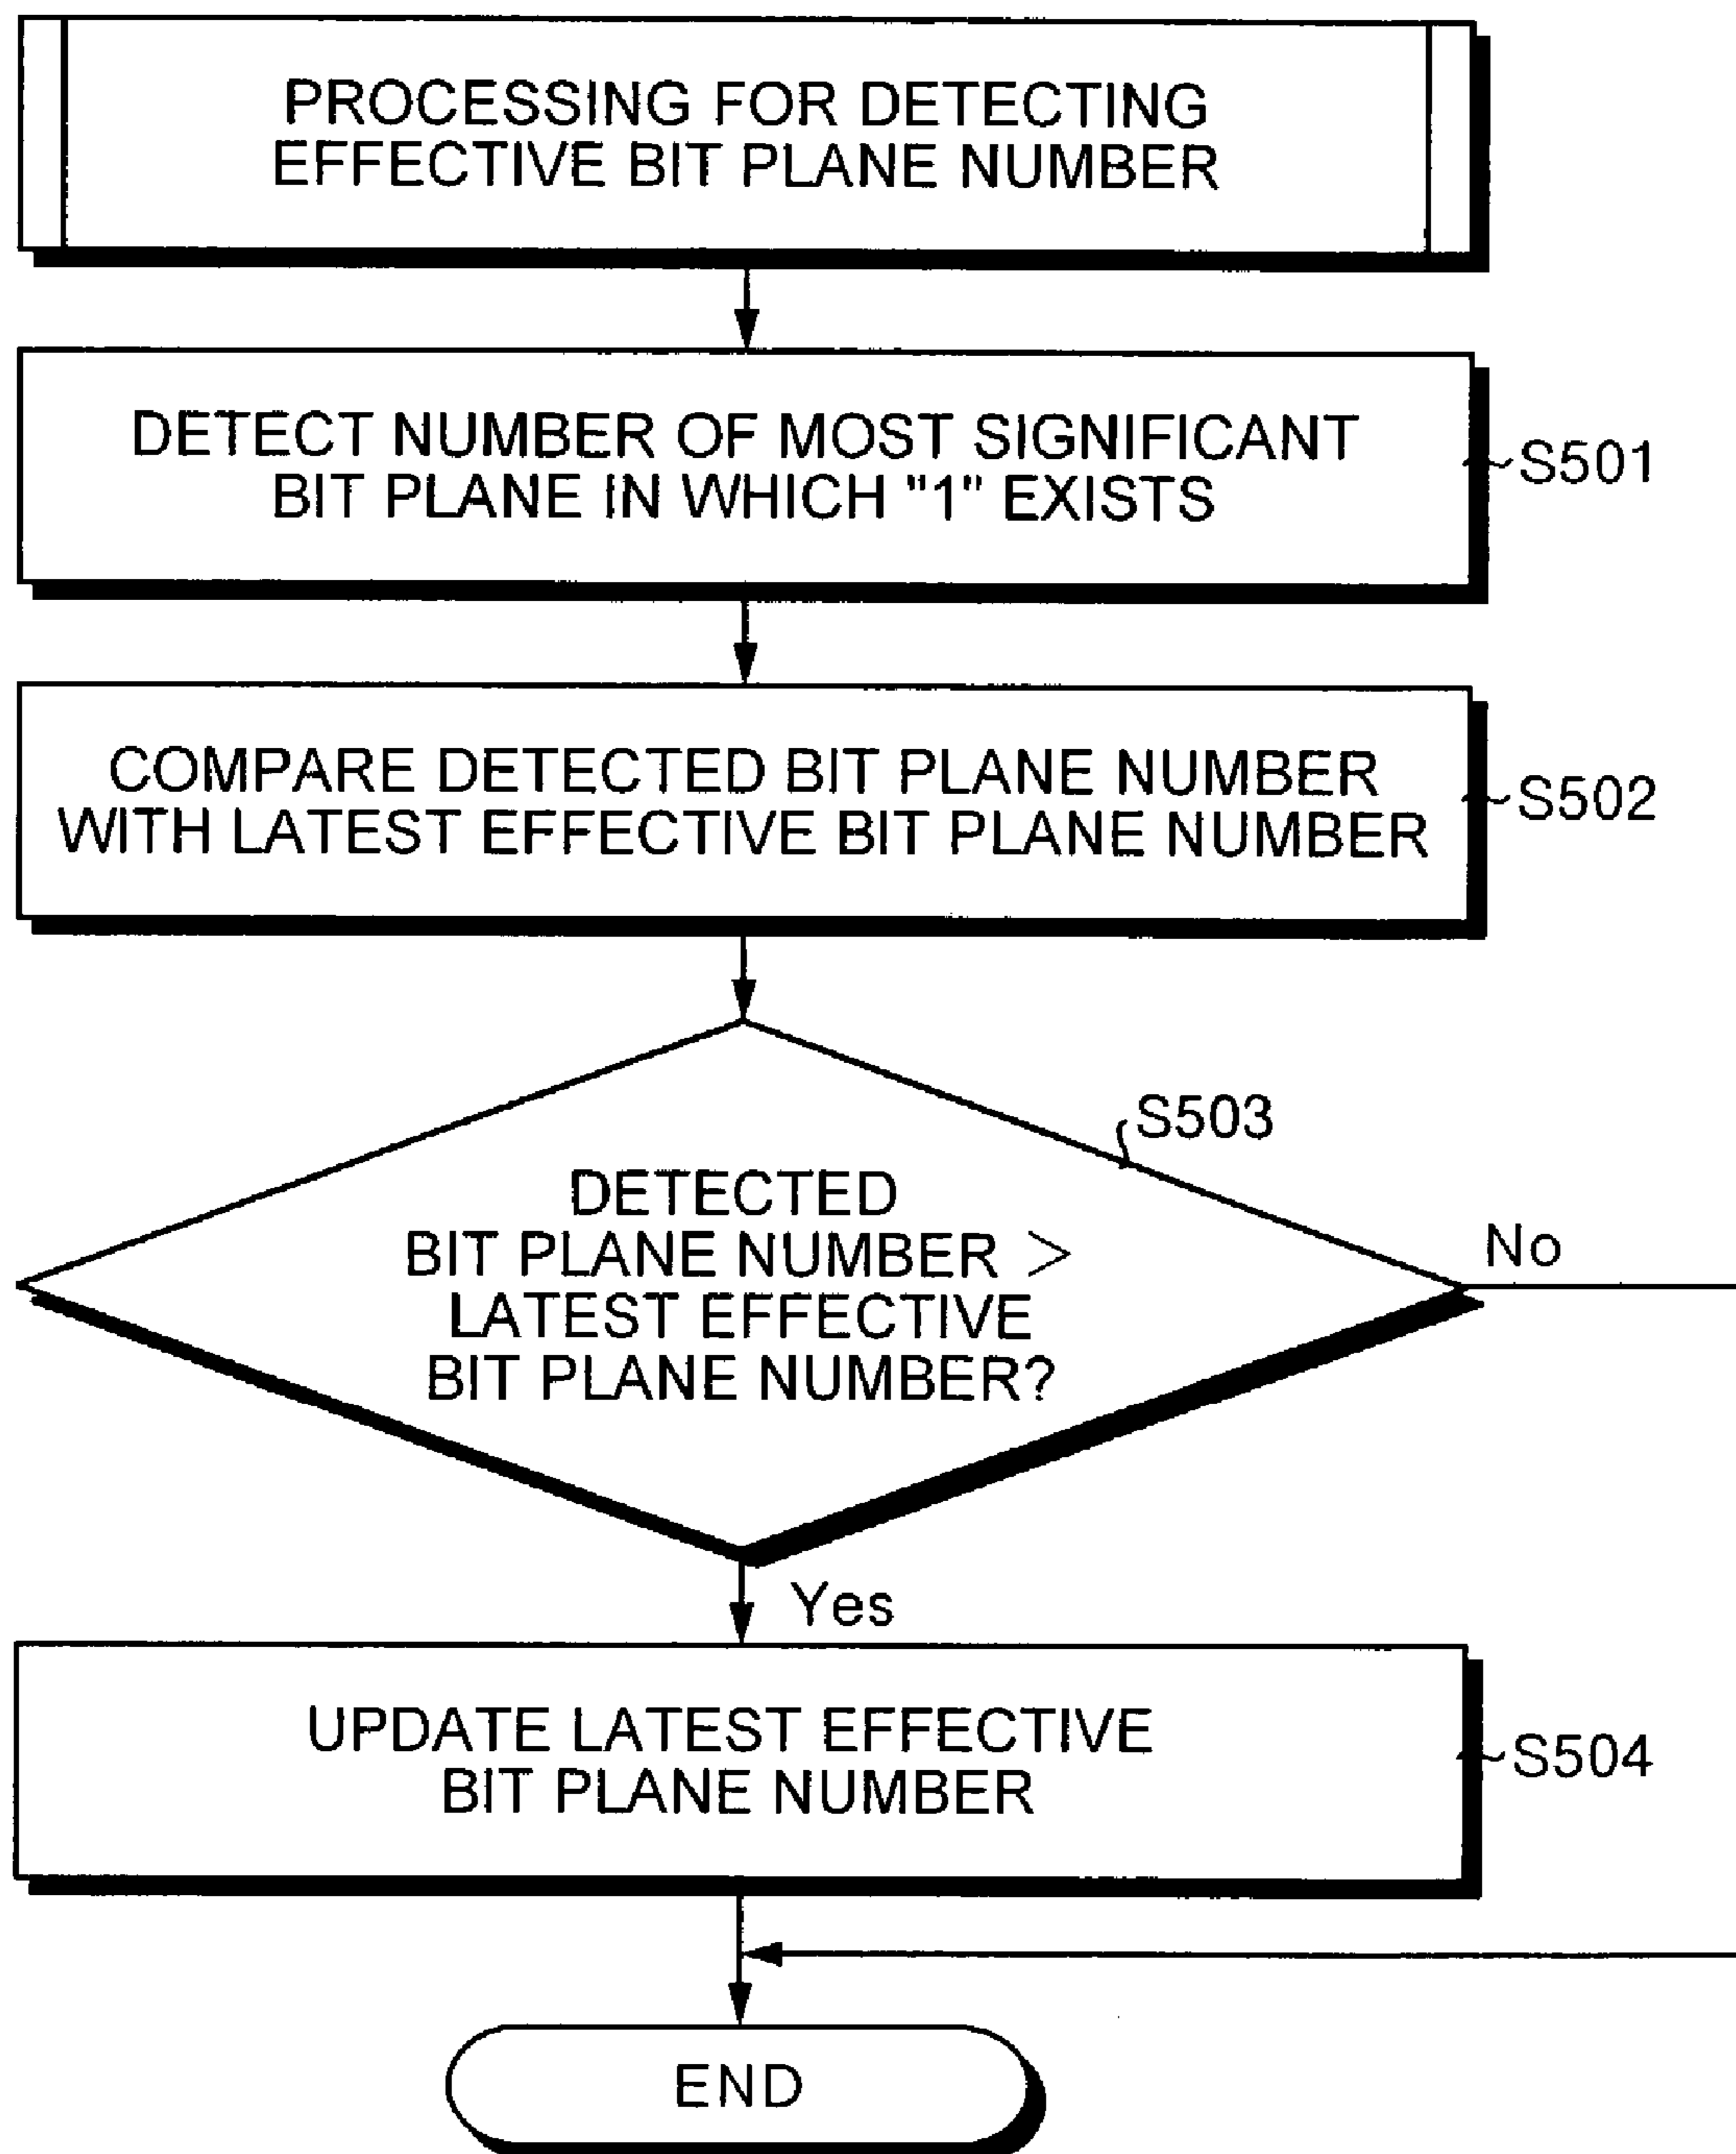 PROCESSING FOR DETECTING
EFFECTIVE BIT PLANE NUMBER
DETECT NUMBER OF MOST SIGNIFICANT
BIT PLANE IN WHICH "1" EXISTS
S501
COMPARE DETECTED BIT PLANE NUMBER
WITH LATEST EFFECTIVE BIT PLANE NUMBER
S502
S503
DETECTED
BIT PLANE NUMBER >
LATEST EFFECTIVE
BIT PLANE NUMBER?
No
Yes
UPDATE LATEST EFFECTIVE
BIT PLANE NUMBER
S504
END